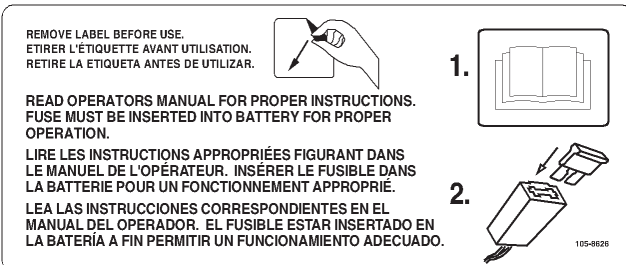 REMOVE LABEL BEFORE USE.
ETIRER L'ÉTIQUETTE AVANT UTILISATION.
RETIRE LA ETIQUETA ANTES DE UTILIZAR.
READ OPERATORS MANUAL FOR PROPER INSTRUCTIONS.
FUSE MUST BE INSERTED INTO BATTERY FOR PROPER
OPERATION.
LIRE LES INSTRUCTIONS APPROPRIÉES FIGURANT DANS
LE MANUEL DE L'OPÉRATEUR. INSÉRER LE FUSIBLE DANS
LA BATTERIE POUR UN FONCTIONNEMENT APPROPRIÉ.
LEA LAS INSTRUCCIONES CORRESPONDIENTES EN EL
MANUAL DEL OPERADOR. EL FUSIBLE ESTAR INSERTADO EN
LA BATERÍA A FIN PERMITIR UN FUNCIONAMIENTO ADECUADO.
1.
2.
105-8626